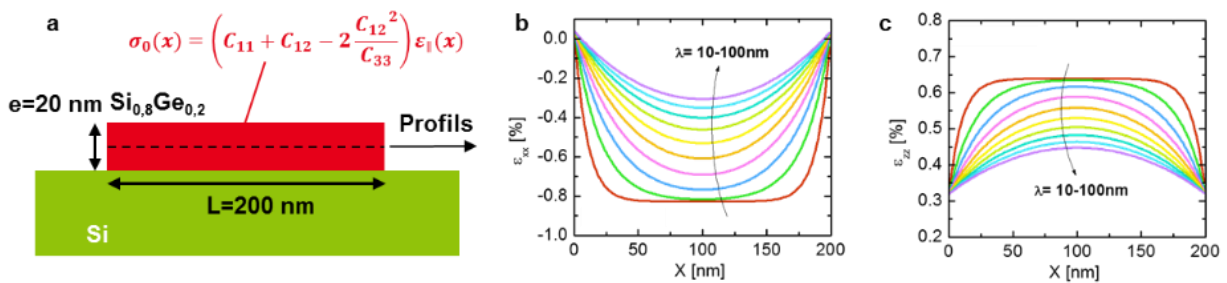 a
σ₀(x) = (C₁₁ + C₁₂ − 2 C₁₂²/C₃₃) ε∥(x)
e=20 nm
Si0,8Ge0,2
Profils
L=200 nm
Si
b
0.0
-0.2
-0.4
-0.6
-0.8
-1.0
εxx [%]
λ= 10-100nm
0 50 100 150 200
X [nm]
c
0.8
0.7
0.6
0.5
0.4
0.3
0.2
εzz [%]
λ= 10-100nm
0 50 100 150 200
X [nm]